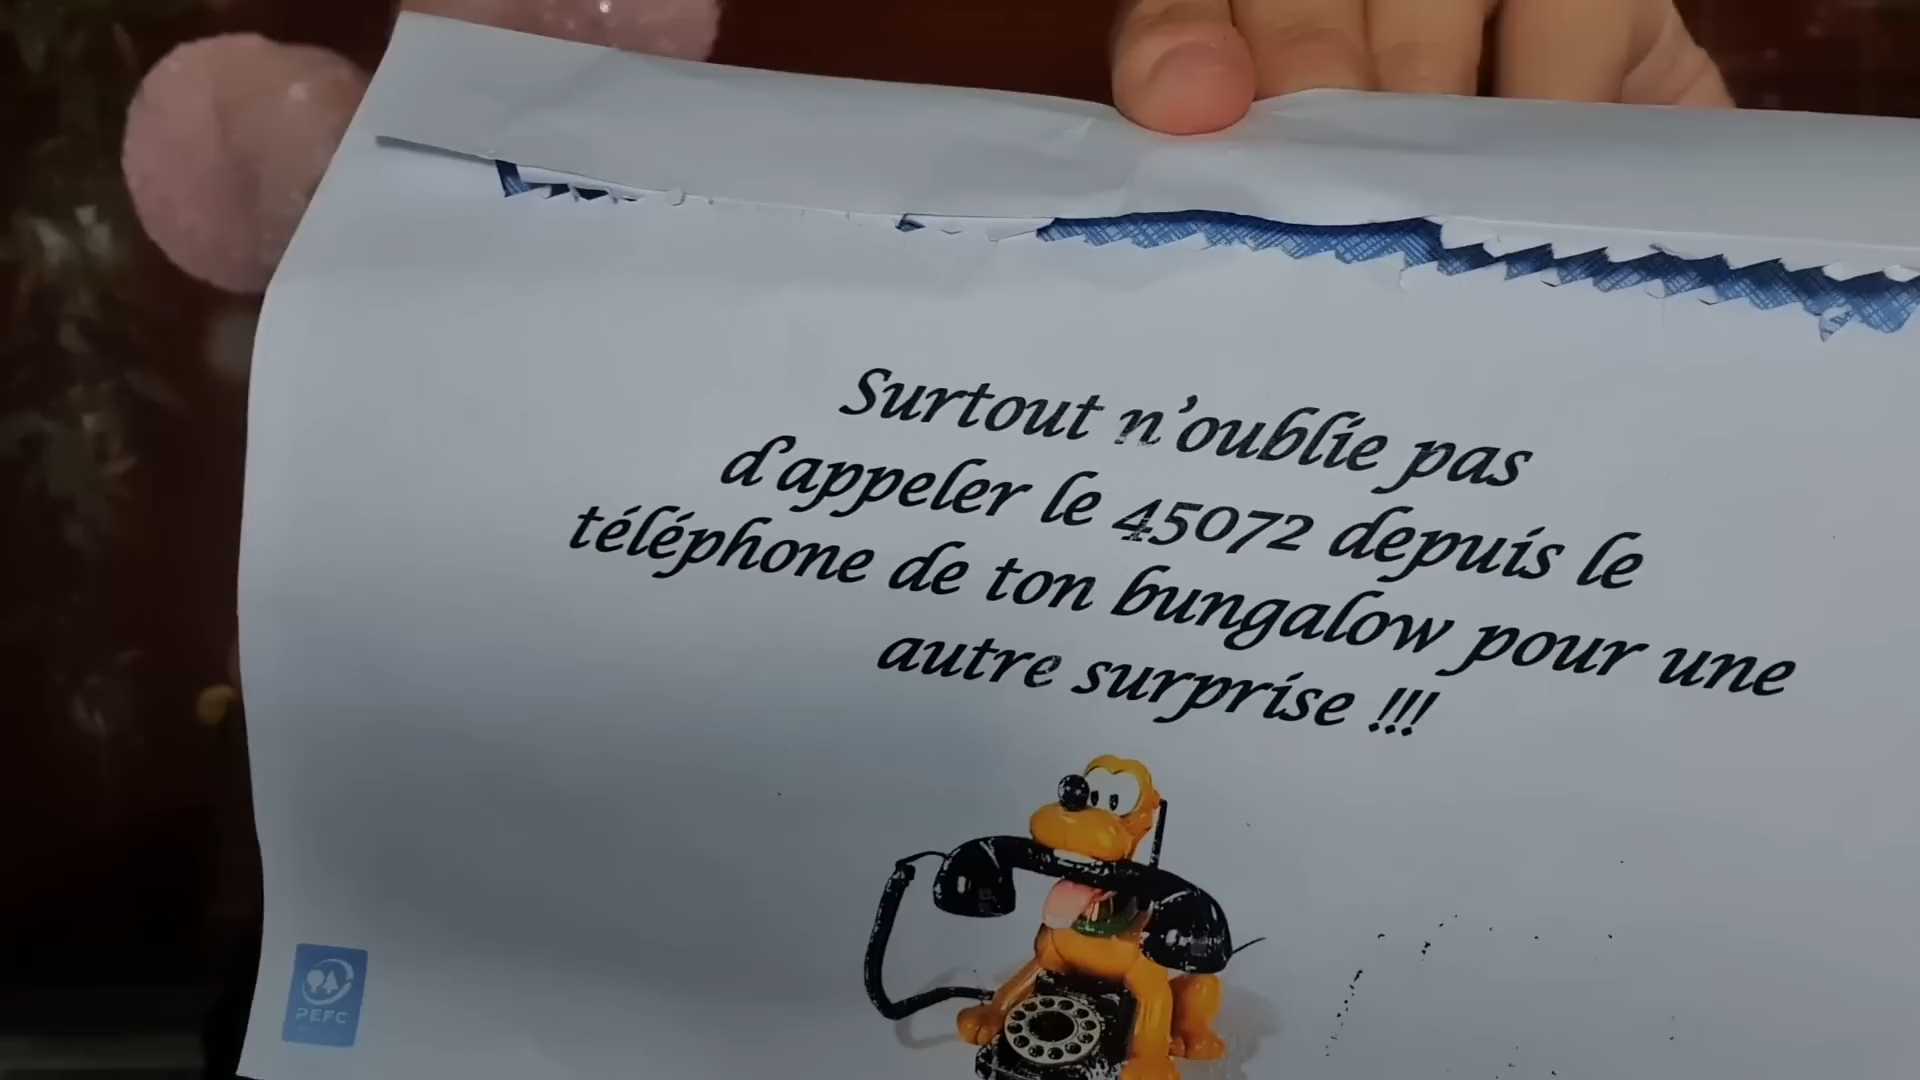 Surtout n'oublie pas
d'appeler le 45072 depuis le
téléphone de ton bungalow pour une
autre surprise !!!
PEFC